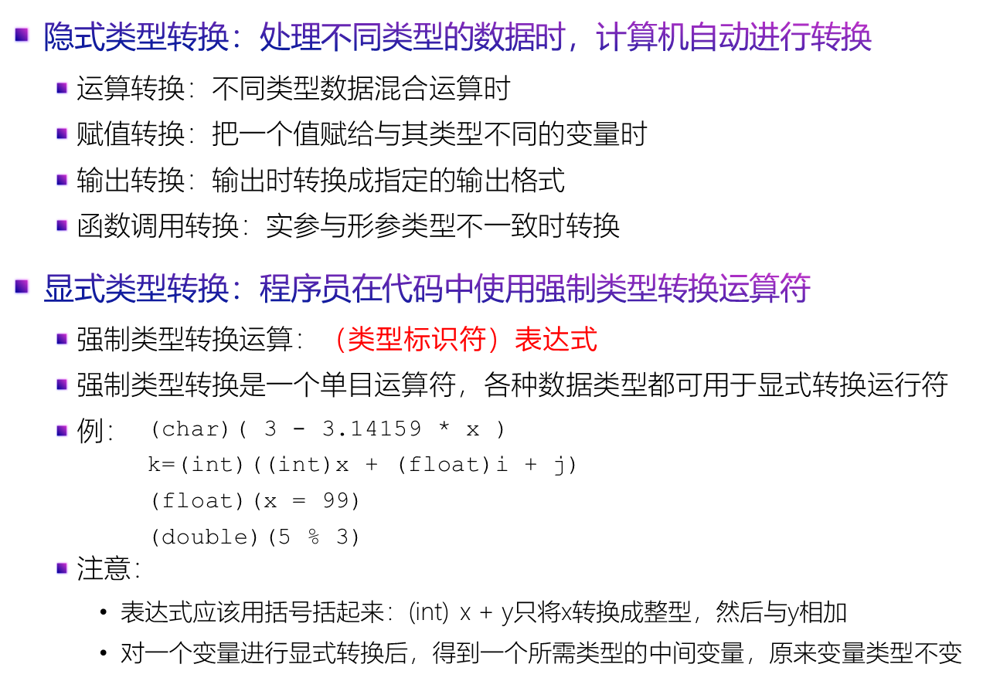 隐式类型转换：处理不同类型的数据时，计算机自动进行转换
运算转换：不同类型数据混合运算时
赋值转换：把一个值赋给与其类型不同的变量时
输出转换：输出时转换成指定的输出格式
函数调用转换：实参与形参类型不一致时转换
显式类型转换：程序员在代码中使用强制类型转换运算符
强制类型转换运算：（类型标识符）表达式
强制类型转换是一个单目运算符，各种数据类型都可用于显式转换运行符
例： (char)( 3 - 3.14159 * x )
k=(int)((int)x + (float)i + j)
(float)(x = 99)
(double)(5 % 3)
注意：
• 表达式应该用括号括起来：(int) x + y只将x转换成整型，然后与y相加
• 对一个变量进行显式转换后，得到一个所需类型的中间变量，原来变量类型不变